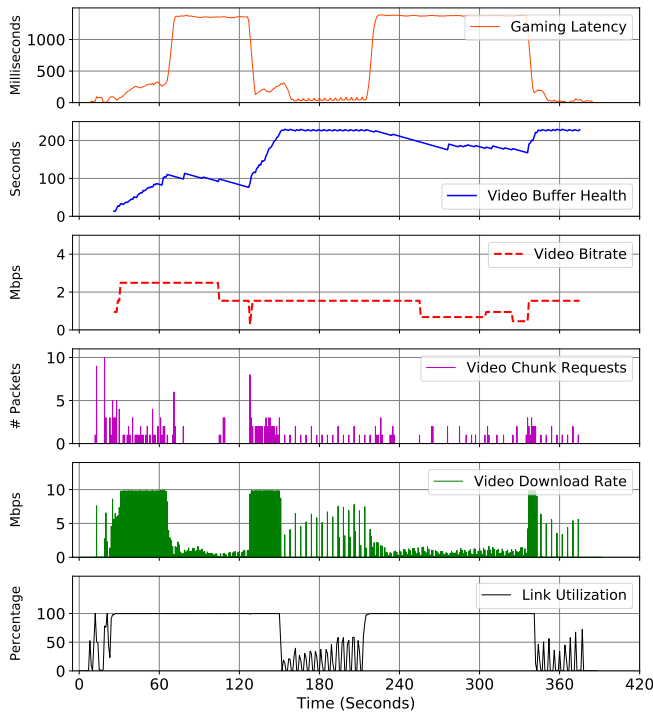 Milliseconds
1000
500
0
Gaming Latency
Seconds
200
100
0
Video Buffer Health
Mbps
4
2
0
Video Bitrate
# Packets
10
5
0
Video Chunk Requests
Mbps
10
5
0
Video Download Rate
Percentage
100
50
0
Link Utilization
0 60 120 180 240 300 360 420
Time (Seconds)